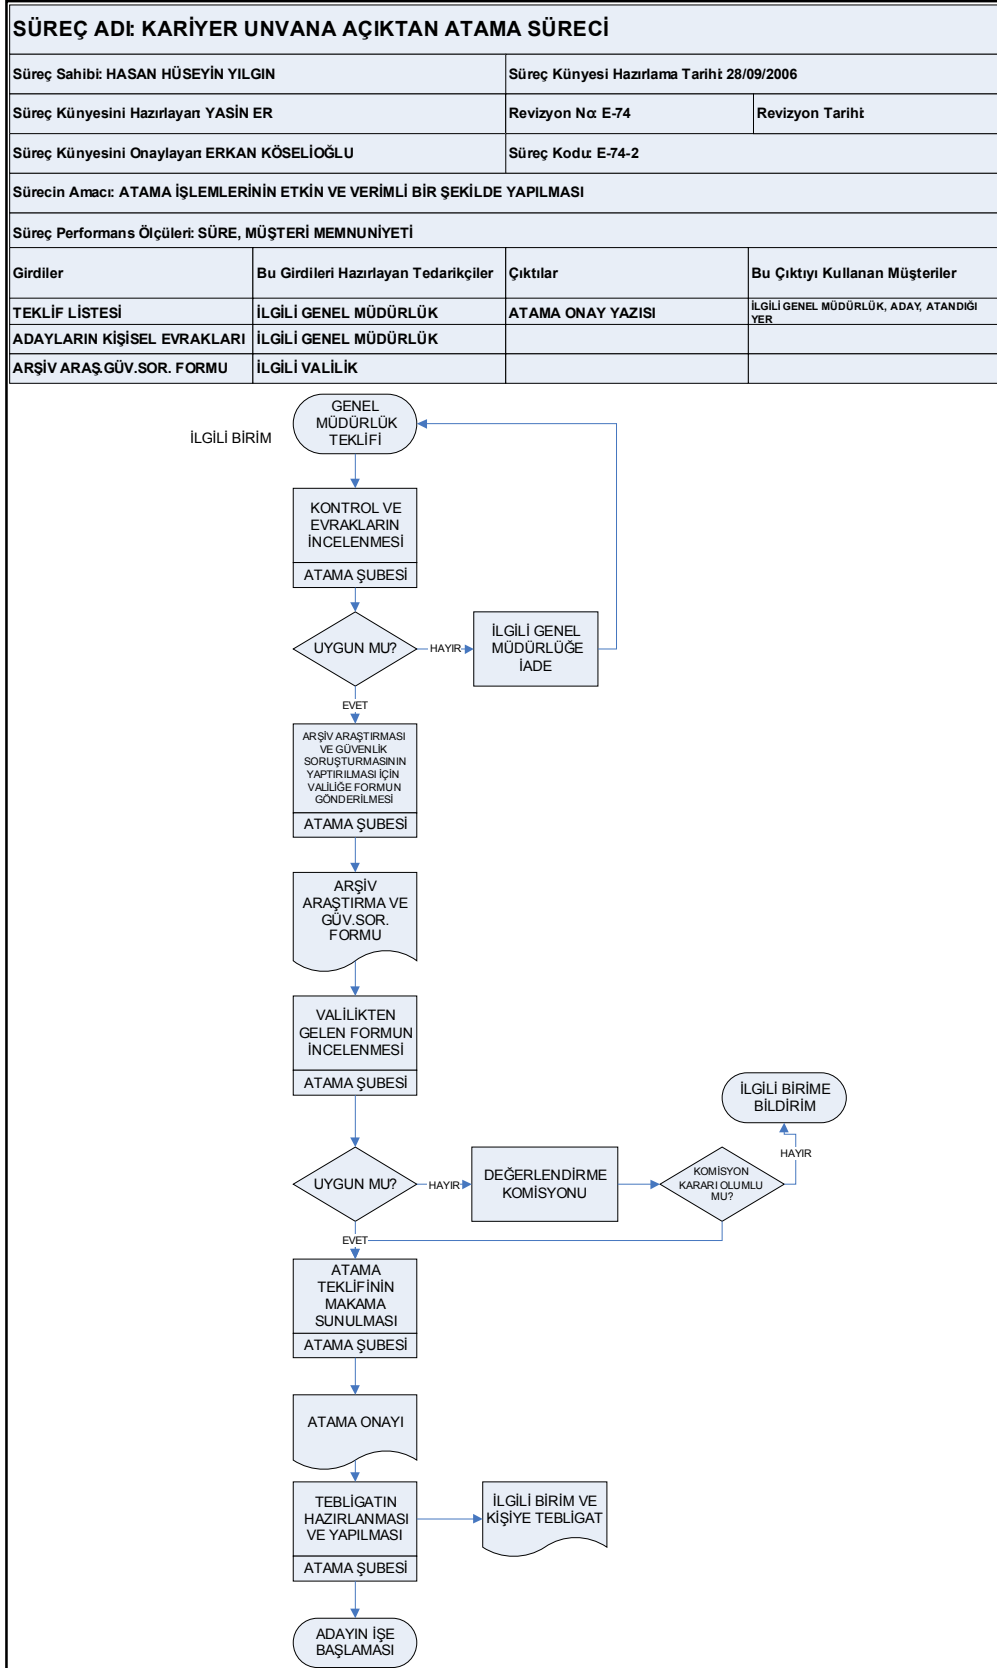 SÜREÇ ADI: KARİYER UNVANA AÇIKTAN ATAMA SÜRECİ
Süreç Sahibi: HASAN HÜSEYİN YILGIN
Süreç Künyesi Hazırlama Tarihi: 28/09/2006
Süreç Künyesini Hazırlayan: YASİN ER
Revizyon No: E-74
Revizyon Tarihi:
Süreç Künyesini Onaylayan: ERKAN KÖSELİOĞLU
Süreç Kodu: E-74-2
Sürecin Amacı: ATAMA İŞLEMLERİNİN ETKİN VE VERİMLİ BİR ŞEKİLDE YAPILMASI
Süreç Performans Ölçüleri: SÜRE, MÜŞTERİ MEMNUNİYETİ
Girdiler
Bu Girdileri Hazırlayan Tedarikçiler
Çıktılar
Bu Çıktıyı Kullanan Müşteriler
TEKLİF LİSTESİ
İLGİLİ GENEL MÜDÜRLÜK
ATAMA ONAY YAZISI
İLGİLİ GENEL MÜDÜRLÜK, ADAY, ATANDIĞI
YER
ADAYLARIN KİŞİSEL EVRAKLARI
İLGİLİ GENEL MÜDÜRLÜK
ARŞİV ARAŞ.GÜV.SOR. FORMU
İLGİLİ VALİLİK
İLGİLİ BİRİM
GENEL
MÜDÜRLÜK
TEKLİFİ
KONTROL VE
EVRAKLARIN
İNCELENMESİ
ATAMA ŞUBESİ
UYGUN MU?
HAYIR
İLGİLİ GENEL
MÜDÜRLÜĞE
İADE
EVET
ARŞİV ARAŞTIRMASI
VE GÜVENLİK
SORUŞTURMASININ
YAPTIRILMASI İÇİN
VALİLİĞE FORMUN
GÖNDERİLMESİ
ATAMA ŞUBESİ
ARŞİV
ARAŞTIRMA VE
GÜV.SOR.
FORMU
VALİLİKTEN
GELEN FORMUN
İNCELENMESİ
ATAMA ŞUBESİ
İLGİLİ BİRİME
BİLDİRİM
HAYIR
UYGUN MU?
HAYIR
DEĞERLENDİRME
KOMİSYONU
KOMİSYON
KARARI OLUMLU
MU?
EVET
ATAMA
TEKLİFİNİN
MAKAMA
SUNULMASI
ATAMA ŞUBESİ
ATAMA ONAYI
TEBLİGATIN
HAZIRLANMASI
VE YAPILMASI
ATAMA ŞUBESİ
İLGİLİ BİRİM VE
KİŞİYE TEBLİGAT
ADAYIN İŞE
BAŞLAMASI